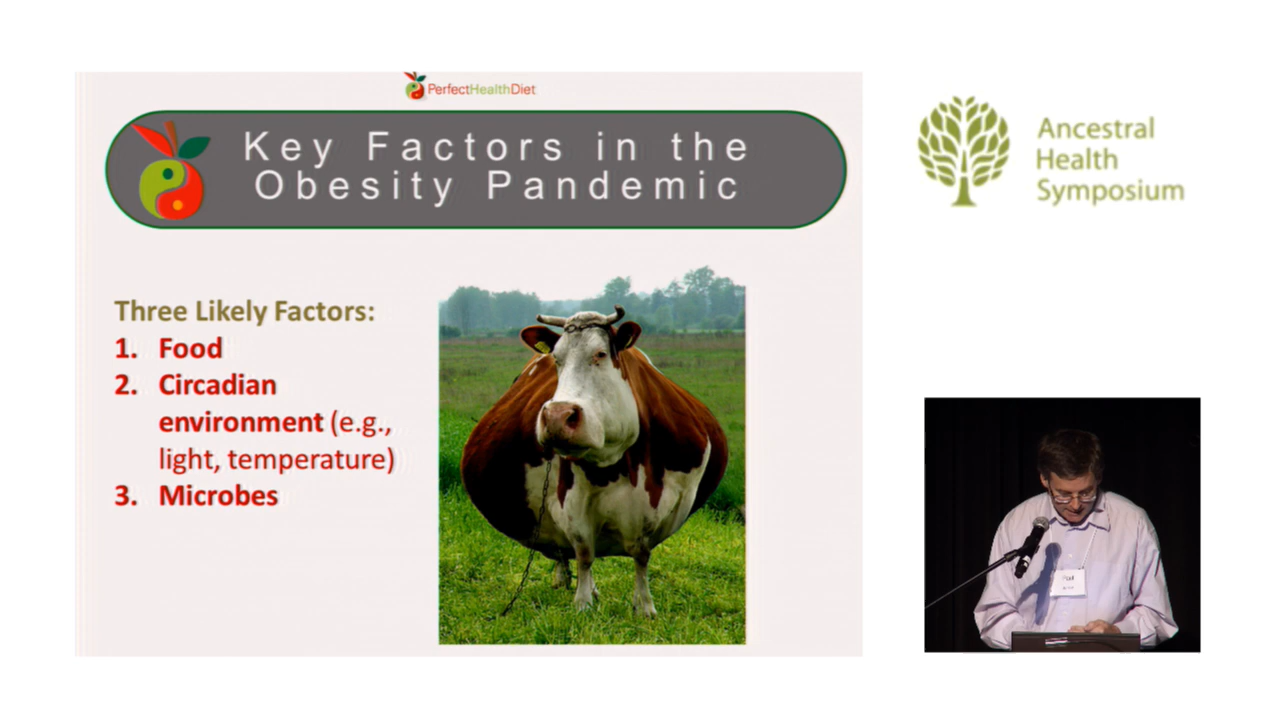 PerfectHealthDiet
Key Factors in the
Obesity Pandemic
Three Likely Factors:
1. Food
2. Circadian
environment (e.g.,
light, temperature)
3. Microbes
Ancestral
Health
Symposium